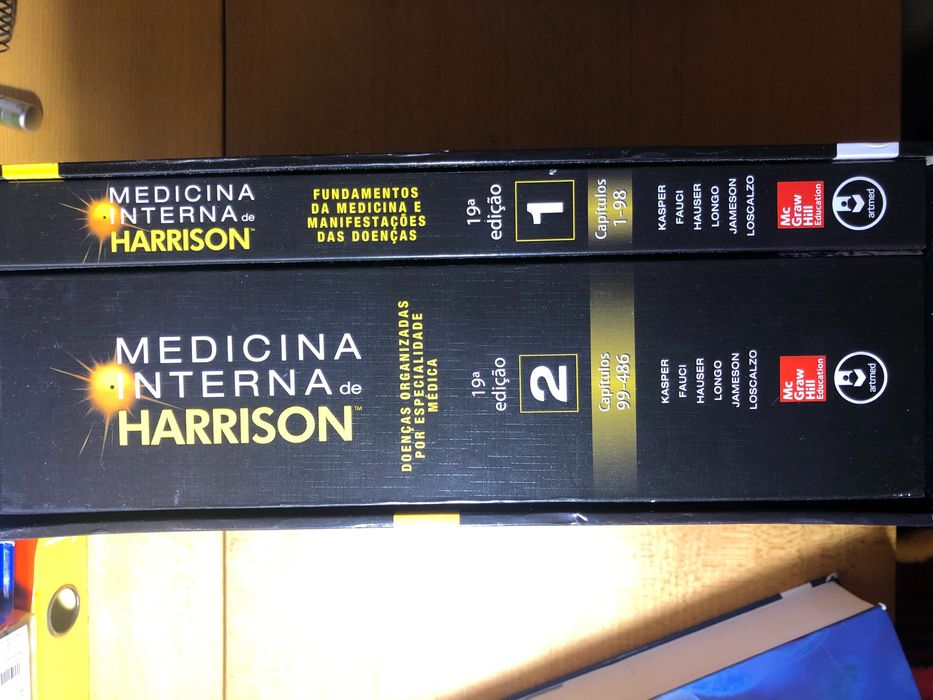 MEDICINA
INTERNA de
HARRISON™
FUNDAMENTOS
DA MEDICINA E
MANIFESTAÇÕES
DAS DOENÇAS
19ª
edição
1
Capítulos
1-98
KASPER
FAUCI
HAUSER
LONGO
JAMESON
LOSCALZO
Mc
Graw
Hill
Education
artmed
MEDICINA
INTERNA de
HARRISON™
DOENÇAS ORGANIZADAS
POR ESPECIALIDADE
MÉDICA
19ª
edição
2
Capítulos
99-486
KASPER
FAUCI
HAUSER
LONGO
JAMESON
LOSCALZO
Mc
Graw
Hill
Education
artmed